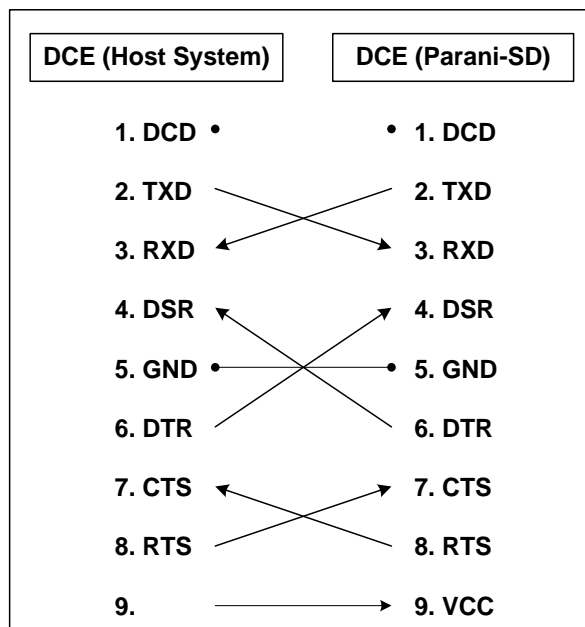 DCE (Host System) DCE (Parani-SD)
1. DCD 1. DCD
2. TXD 2. TXD
3. RXD 3. RXD
4. DSR 4. DSR
5. GND 5. GND
6. DTR 6. DTR
7. CTS 7. CTS
8. RTS 8. RTS
9. 9. VCC